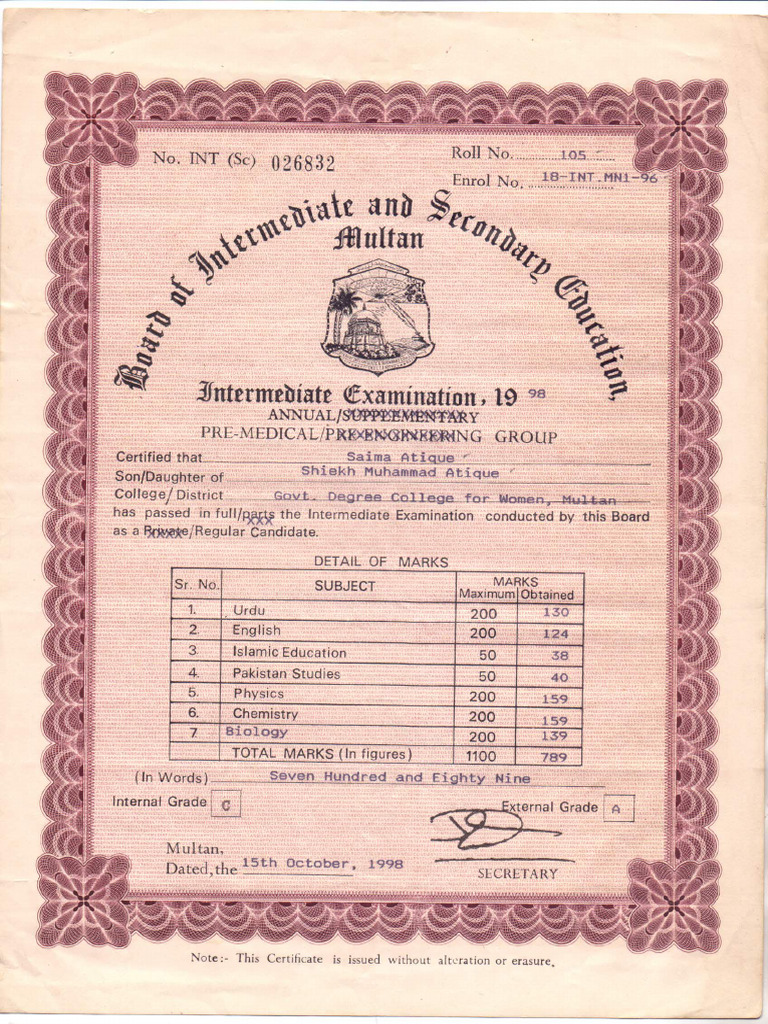 No. INT (Sc) 026832
Roll No. 105
Enrol No. 18-INT.MN1-96
Board of Intermediate and Secondary Education,
Multan
Intermediate Examination, 19 98
ANNUAL/SUPPLEMENTARY
PRE-MEDICAL/PRE-ENGINEERING GROUP
Certified that Saima Atique
Son/Daughter of Shiekh Muhammad Atique
College/District Govt. Degree College for Women, Multan
has passed in full/parts the Intermediate Examination conducted by this Board
as a Private/Regular Candidate.
DETAIL OF MARKS
Sr. No. SUBJECT MARKS
Maximum Obtained
1. Urdu 200 130
2. English 200 124
3. Islamic Education 50 38
4. Pakistan Studies 50 40
5. Physics 200 159
6. Chemistry 200 159
7 Biology 200 139
TOTAL MARKS (In figures) 1100 789
(In Words) Seven Hundred and Eighty Nine
Internal Grade C External Grade A
Multan,
Dated, the 15th October, 1998
SECRETARY
Note:- This Certificate is issued without alteration or erasure.